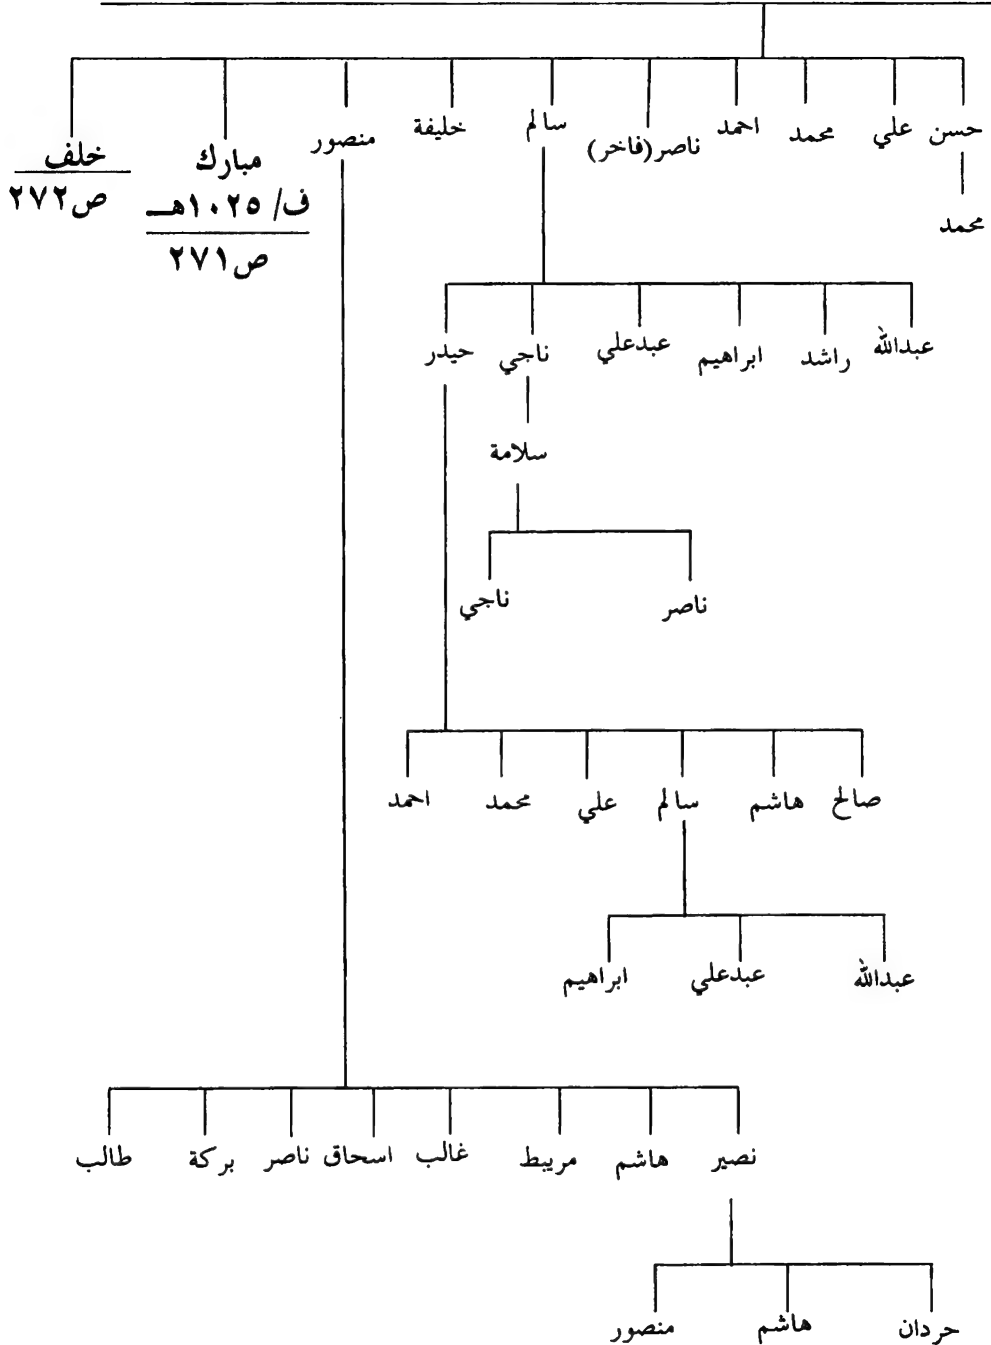 حسن علي محمد احمد ناصر(فاخر) سالم خليفة منصور مبارك خلف
ف/ ١٠٢٥هـ ص٢٧٢
ص٢٧١
محمد
عبدالله راشد ابراهيم عبدعلي ناجي حيدر
سلامة
ناصر ناجي
صالح هاشم سالم علي محمد احمد
عبدالله عبدعلي ابراهيم
نصير هاشم مريبط غالب اسحاق ناصر بركة طالب
حردان هاشم منصور